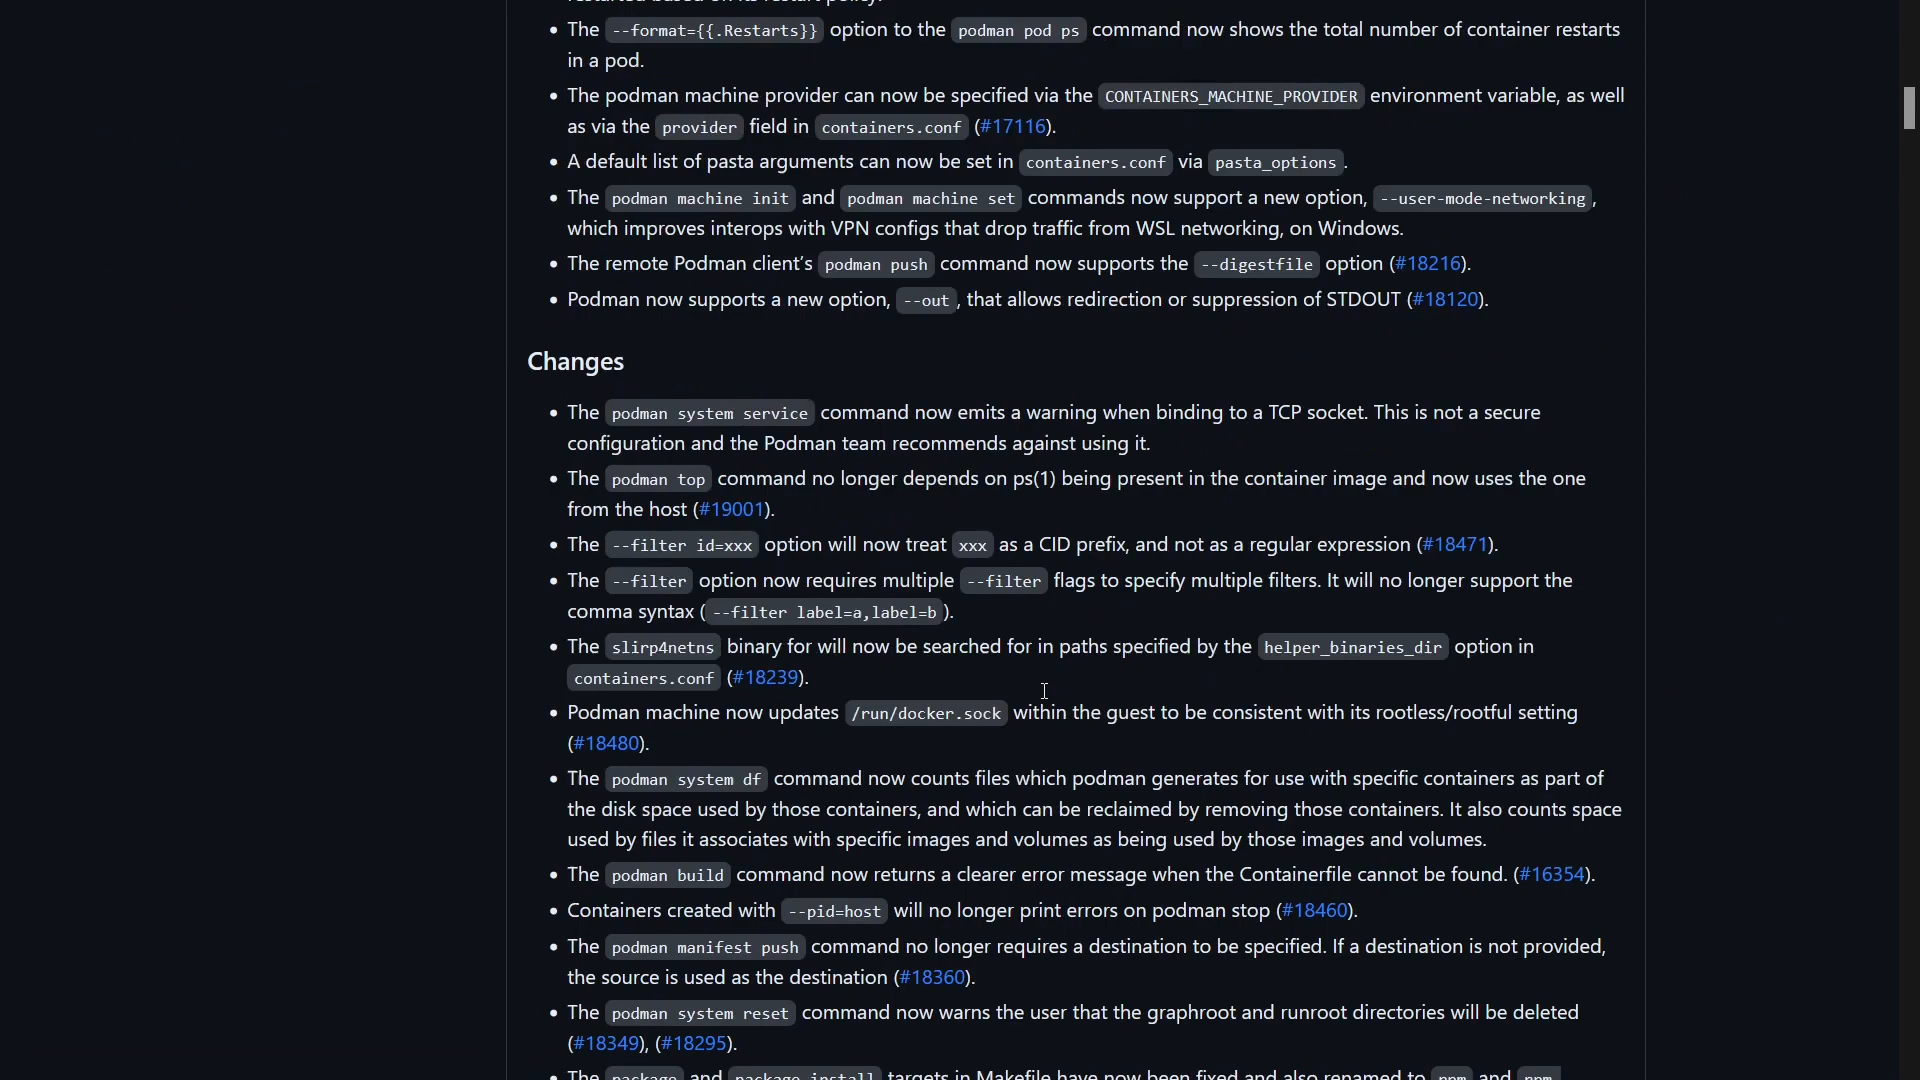 • The --format={{.Restarts}} option to the podman pod ps command now shows the total number of container restarts
in a pod.
• The podman machine provider can now be specified via the CONTAINERS_MACHINE_PROVIDER environment variable, as well
as via the provider field in containers.conf (#17116).
• A default list of pasta arguments can now be set in containers.conf via pasta_options.
• The podman machine init and podman machine set commands now support a new option, --user-mode-networking,
which improves interops with VPN configs that drop traffic from WSL networking, on Windows.
• The remote Podman client's podman push command now supports the --digestfile option (#18216).
• Podman now supports a new option, --out, that allows redirection or suppression of STDOUT (#18120).
Changes
• The podman system service command now emits a warning when binding to a TCP socket. This is not a secure
configuration and the Podman team recommends against using it.
• The podman top command no longer depends on ps(1) being present in the container image and now uses the one
from the host (#19001).
• The --filter id=xxx option will now treat xxx as a CID prefix, and not as a regular expression (#18471).
• The --filter option now requires multiple --filter flags to specify multiple filters. It will no longer support the
comma syntax (--filter label=a,label=b).
• The slirp4netns binary for will now be searched for in paths specified by the helper_binaries_dir option in
containers.conf (#18239).
• Podman machine now updates /run/docker.sock within the guest to be consistent with its rootless/rootful setting
(#18480).
• The podman system df command now counts files which podman generates for use with specific containers as part of
the disk space used by those containers, and which can be reclaimed by removing those containers. It also counts space
used by files it associates with specific images and volumes as being used by those images and volumes.
• The podman build command now returns a clearer error message when the Containerfile cannot be found. (#16354).
• Containers created with --pid=host will no longer print errors on podman stop (#18460).
• The podman manifest push command no longer requires a destination to be specified. If a destination is not provided,
the source is used as the destination (#18360).
• The podman system reset command now warns the user that the graphroot and runroot directories will be deleted
(#18349), (#18295).
• The package and package-install targets in Makefile have now been fixed and also renamed to rpm and rpm-